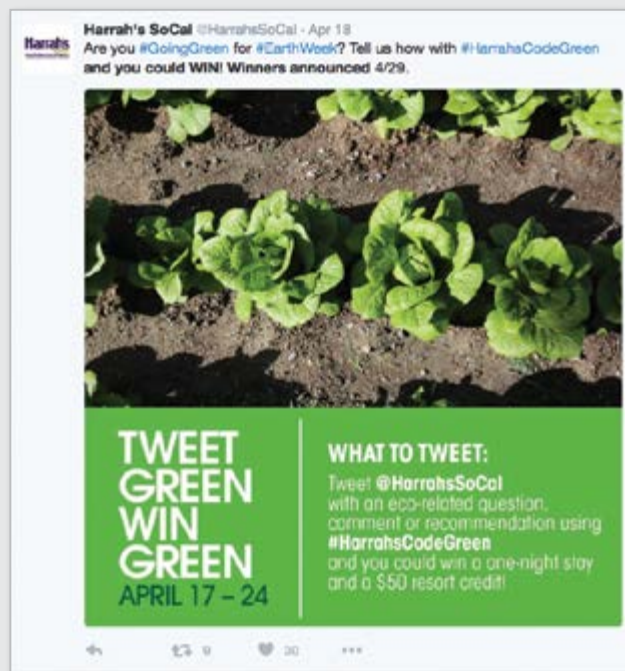 Harrah's SoCal @HarrahsSoCal · Apr 18
Harrahs
Are you #GoingGreen for #EarthWeek? Tell us how with #HarrahsCodeGreen
and you could WIN! Winners announced 4/29.
TWEET
GREEN
WIN
GREEN
APRIL 17 – 24
WHAT TO TWEET:
Tweet @HarrahsSoCal
with an eco-related question,
comment or recommendation using
#HarrahsCodeGreen
and you could win a one-night stay
and a $50 resort credit!
9